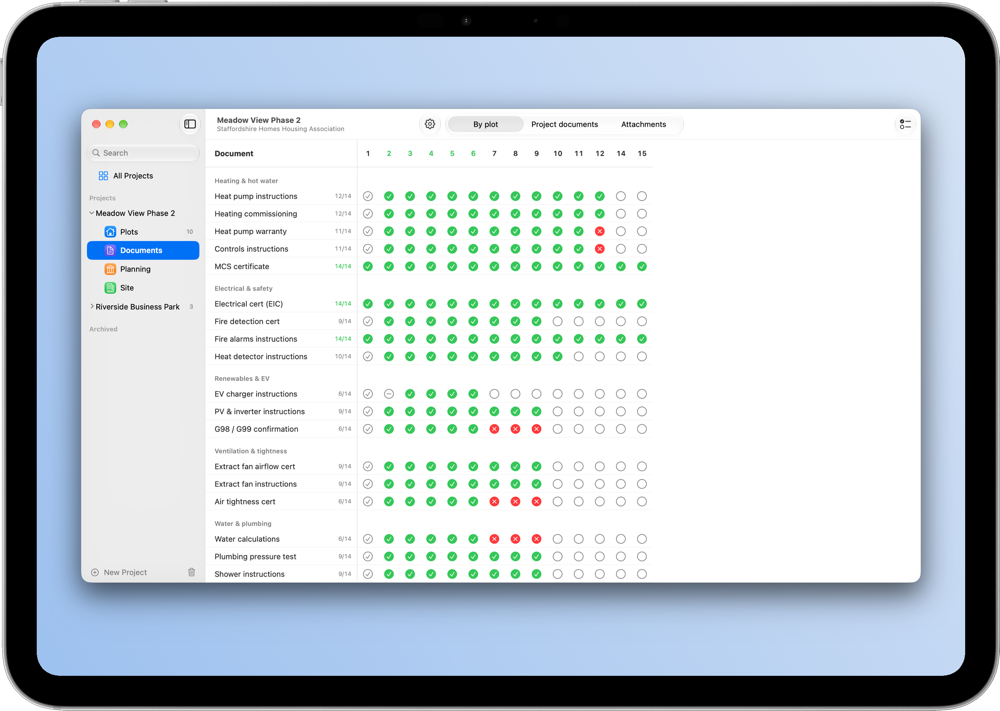 Meadow View Phase 2
Staffordshire Homes Housing Association
By plot
Project documents
Attachments
Search
All Projects
Projects
Meadow View Phase 2
Plots 10
Documents
Planning
Site
Riverside Business Park 3
Archived
New Project
Document 1 2 3 4 5 6 7 8 9 10 11 12 14 15
Heating & hot water
Heat pump instructions 12/14
Heating commissioning 12/14
Heat pump warranty 11/14
Controls instructions 11/14
MCS certificate 14/14
Electrical & safety
Electrical cert (EIC) 14/14
Fire detection cert 9/14
Fire alarms instructions 14/14
Heat detector instructions 10/14
Renewables & EV
EV charger instructions 6/14
PV & inverter instructions 9/14
G98 / G99 confirmation 6/14
Ventilation & tightness
Extract fan airflow cert 9/14
Extract fan instructions 9/14
Air tightness cert 6/14
Water & plumbing
Water calculations 6/14
Plumbing pressure test 9/14
Shower instructions 9/14